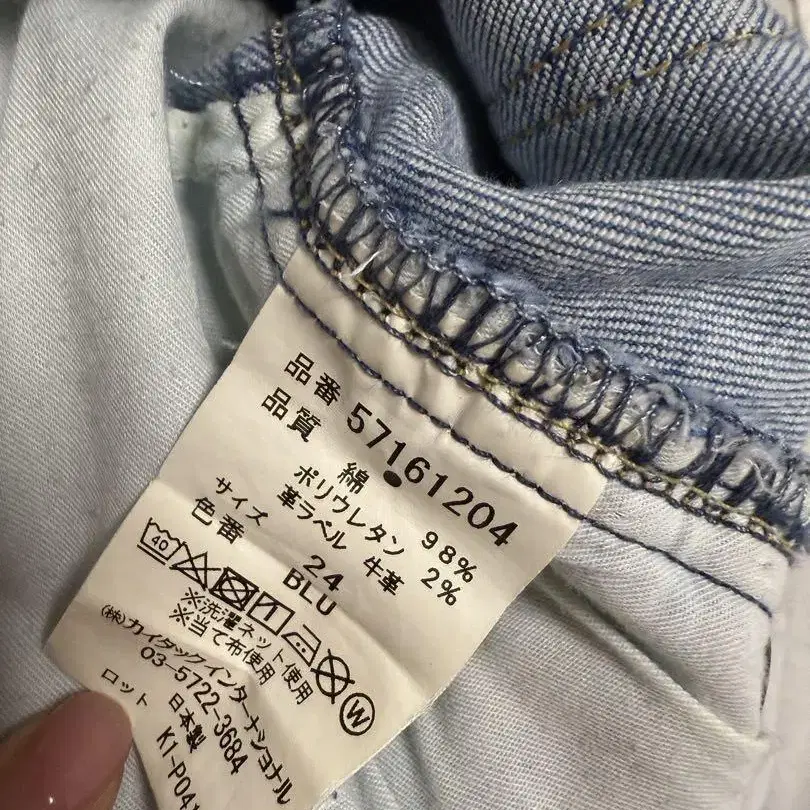 品番 57161204
品質
綿 98%
ポリウレタン 2%
革ラベル 牛革
サイズ 24
色番 BLU
40
※洗濯ネット使用
※当て布使用
W
(株)カイタックインターナショナル
03-5722-3684
日本製
ロット K1-P04